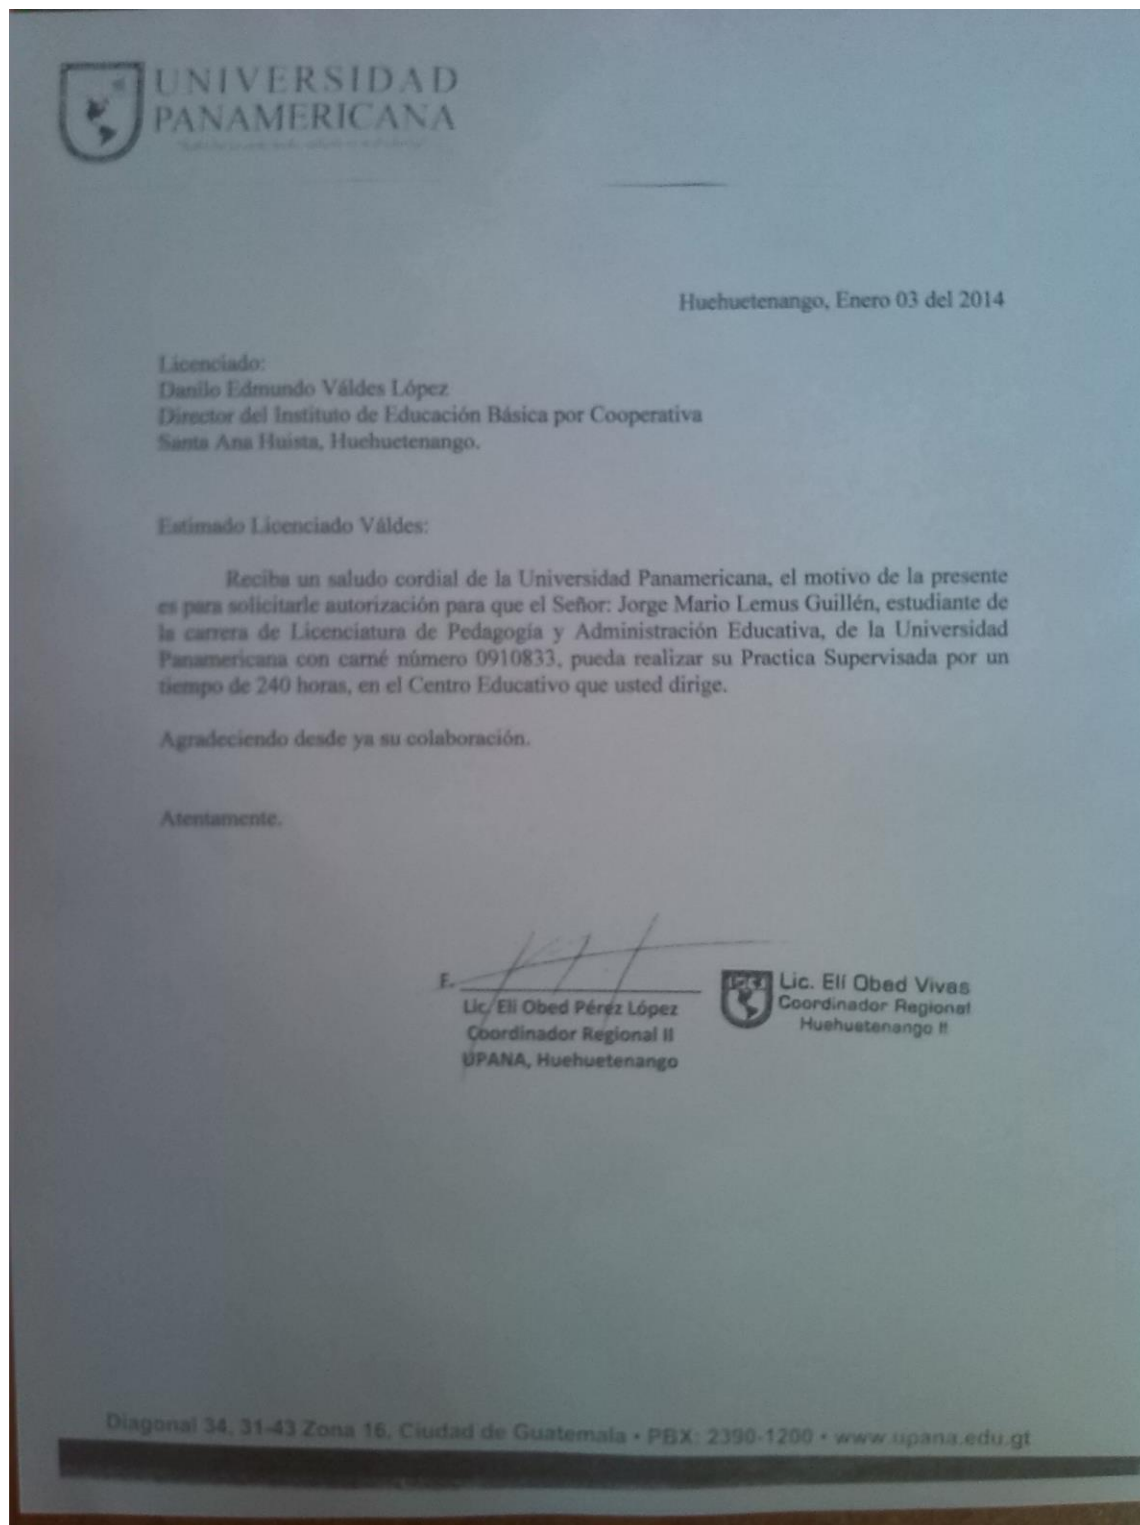 UNIVERSIDAD
PANAMERICANA
Huehuetenango, Enero 03 del 2014
Licenciado:
Danilo Edmundo Váldes López
Director del Instituto de Educación Básica por Cooperativa
Santa Ana Huista, Huehuetenango.
Estimado Licenciado Váldes:
Reciba un saludo cordial de la Universidad Panamericana, el motivo de la presente
es para solicitarle autorización para que el Señor: Jorge Mario Lemus Guillén, estudiante de
la carrera de Licenciatura de Pedagogía y Administración Educativa, de la Universidad
Panamericana con carné número 0910833, pueda realizar su Practica Supervisada por un
tiempo de 240 horas, en el Centro Educativo que usted dirige.
Agradeciendo desde ya su colaboración.
Atentamente.
F.
Lic. Elí Obed Pérez López
Coordinador Regional II
UPANA, Huehuetenango
Lic. Elí Obed Vivas
Coordinador Regional
Huehuetenango II
Diagonal 34, 31-43 Zona 16, Ciudad de Guatemala • PBX: 2390-1200 • www.upana.edu.gt